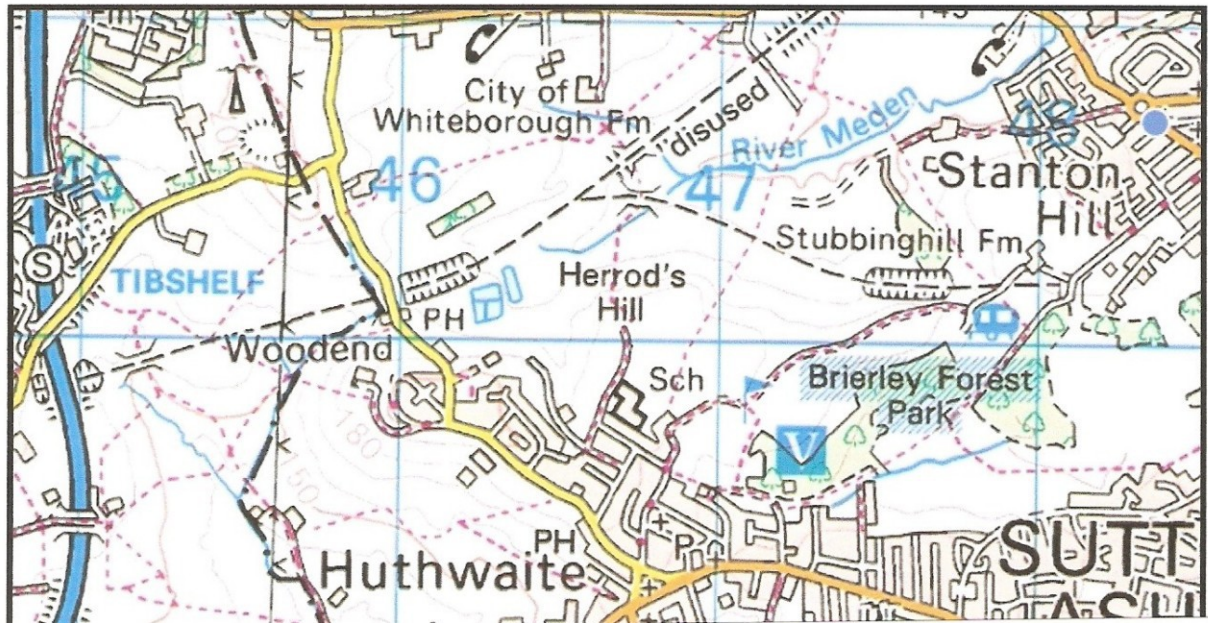 City of
Whiteborough Fm
disused
River Meden
48
Stanton
Hill
45
46
47
S
TIBSHELF
Stubbinghill Fm
Herrod's
Hill
PH
Woodend
Sch
Brierley Forest
Park
180
V
150
PH
P
Huthwaite
SUTT